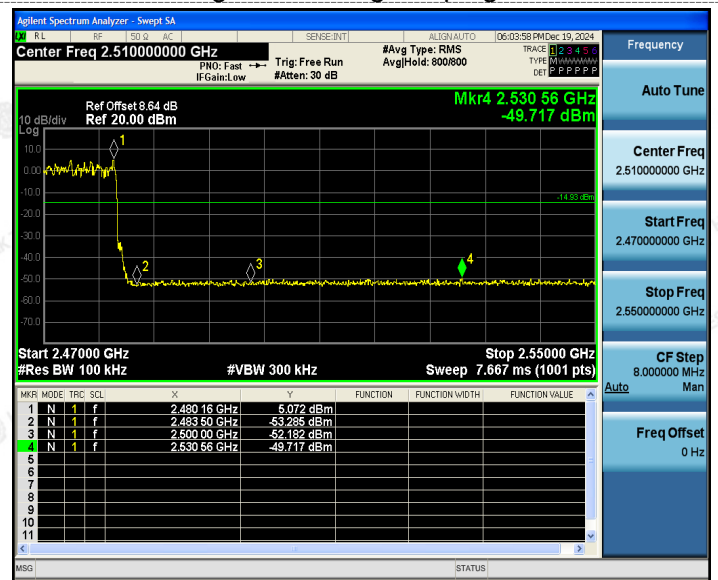 Agilent Spectrum Analyzer - Swept SA
LXI RL RF 50 Ω AC SENSE:INT ALIGNAUTO 06:03:58 PM Dec 19, 2024
Center Freq 2.510000000 GHz #Avg Type: RMS TRACE 1 2 3 4 5 6
PNO: Fast Trig: Free Run Avg|Hold: 800/800 TYPE MWWWWW
IFGain:Low #Atten: 30 dB DET P P P P P P
Frequency
Auto Tune
Center Freq
2.510000000 GHz
Start Freq
2.470000000 GHz
Stop Freq
2.550000000 GHz
CF Step
8.000000 MHz
Auto Man
Freq Offset
0 Hz
Ref Offset 8.64 dB Mkr4 2.530 56 GHz
10 dB/div Ref 20.00 dBm -49.717 dBm
Log
10.0
0.00
-10.0
-20.0
-30.0
-40.0
-50.0
-60.0
-70.0
1
2
3
4
-14.93 dBm
Start 2.47000 GHz Stop 2.55000 GHz
#Res BW 100 kHz #VBW 300 kHz Sweep 7.667 ms (1001 pts)
MKR MODE TRC SCL X Y FUNCTION FUNCTION WIDTH FUNCTION VALUE
1 N 1 f 2.480 16 GHz 5.072 dBm
2 N 1 f 2.483 50 GHz -53.285 dBm
3 N 1 f 2.500 00 GHz -52.182 dBm
4 N 1 f 2.530 56 GHz -49.717 dBm
5
6
7
8
9
10
11
MSG STATUS